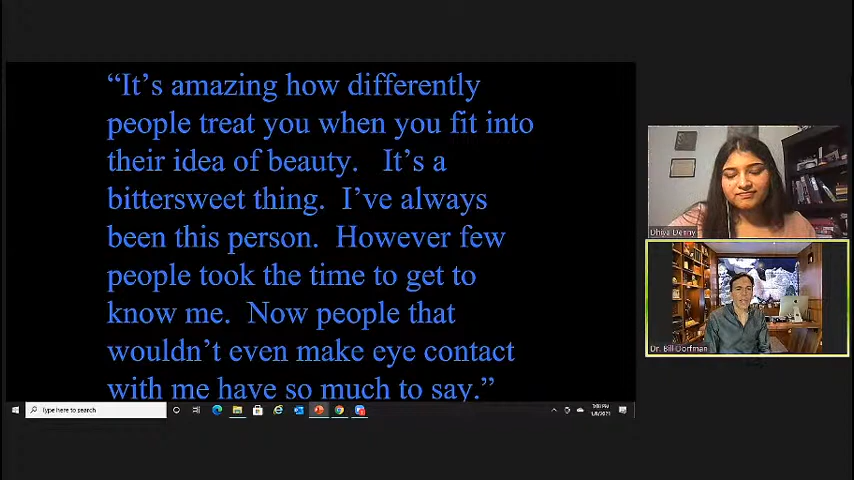 “It’s amazing how differently
people treat you when you fit into
their idea of beauty.   It’s a
bittersweet thing.  I’ve always
been this person.  However few
people took the time to get to
know me.  Now people that
wouldn’t even make eye contact
with me have so much to say.”
Dhiya Denny
Dr. Bill Dorfman
Type here to search